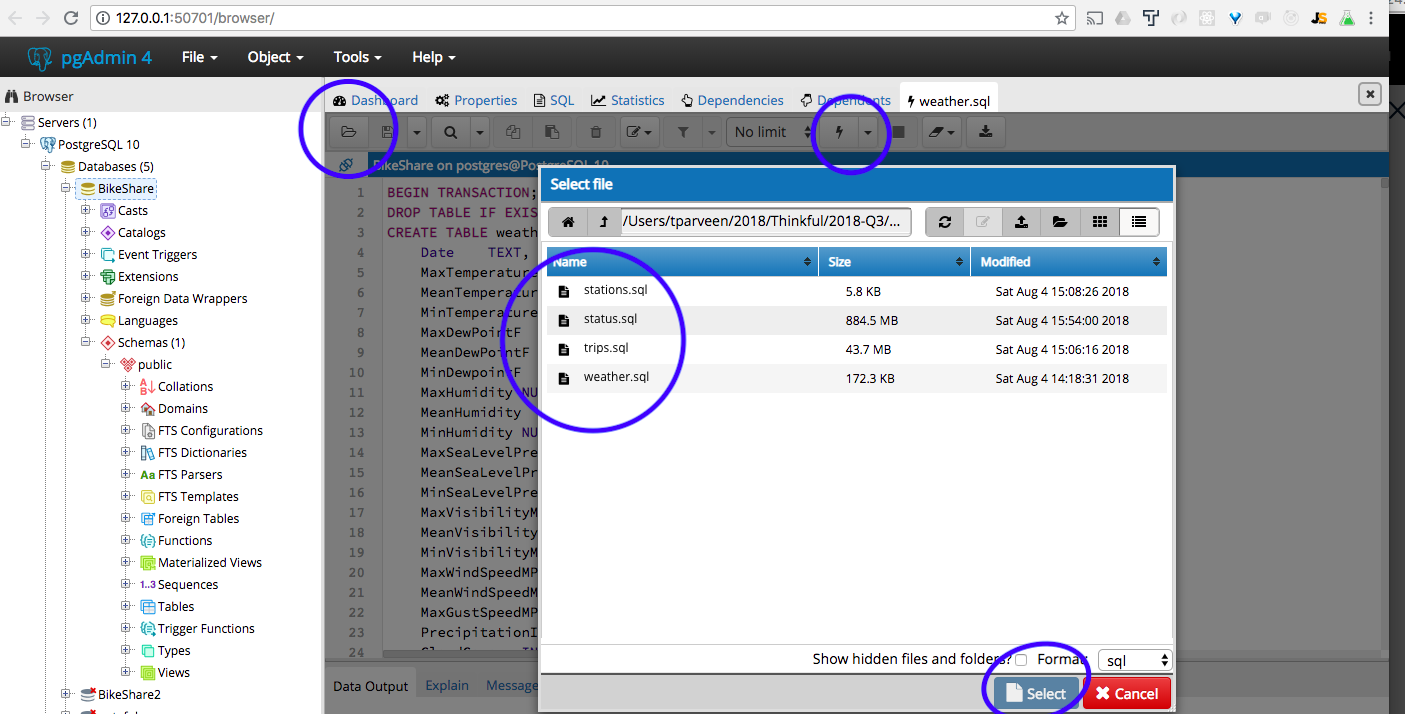 127.0.0.1:50701/browser/
JS
pgAdmin 4 File Object Tools Help
Browser
Servers (1)
PostgreSQL 10
Databases (5)
BikeShare
Casts
Catalogs
Event Triggers
Extensions
Foreign Data Wrappers
Languages
Schemas (1)
public
Collations
Domains
FTS Configurations
FTS Dictionaries
Aa FTS Parsers
FTS Templates
Foreign Tables
Functions
Materialized Views
1..3 Sequences
Tables
Trigger Functions
Types
Views
BikeShare2
Dashboard Properties SQL Statistics Dependencies Dependents weather.sql
No limit
BikeShare on postgres@PostgreSQL 10
1 BEGIN TRANSACTION;
2 DROP TABLE IF EXIS
3 CREATE TABLE weath
4 Date TEXT,
5 MaxTemperature
6 MeanTemperatur
7 MinTemperature
8 MaxDewPointF
9 MeanDewPointF
10 MinDewpointF
11 MaxHumidity NU
12 MeanHumidity
13 MinHumidity NU
14 MaxSeaLevelPre
15 MeanSeaLevelPr
16 MinSeaLevelPre
17 MaxVisibilityM
18 MeanVisibility
19 MinVisibilityM
20 MaxWindSpeedMP
21 MeanWindSpeedM
22 MaxGustSpeedMP
23 PrecipitationI
24
Data Output Explain Message
Select file
/Users/tparveen/2018/Thinkful/2018-Q3/...
Name Size Modified
stations.sql 5.8 KB Sat Aug 4 15:08:26 2018
status.sql 884.5 MB Sat Aug 4 15:54:00 2018
trips.sql 43.7 MB Sat Aug 4 15:06:16 2018
weather.sql 172.3 KB Sat Aug 4 14:18:31 2018
Show hidden files and folders? Format: sql
Select Cancel